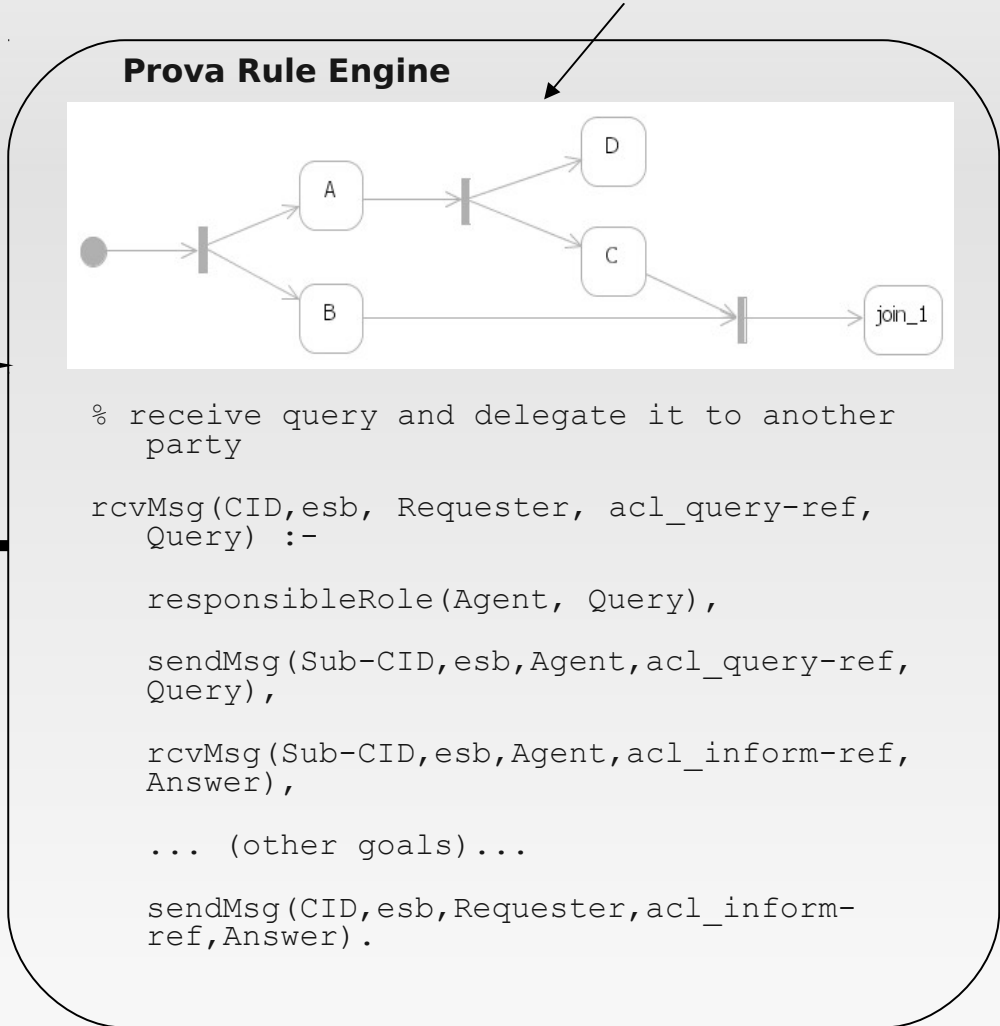 Prova Rule Engine
D
A
C
B
join_1
% receive query and delegate it to another
party
rcvMsg(CID,esb, Requester, acl_query-ref,
Query) :-
responsibleRole(Agent, Query),
sendMsg(Sub-CID,esb,Agent,acl_query-ref,
Query),
rcvMsg(Sub-CID,esb,Agent,acl_inform-ref,
Answer),
... (other goals)...
sendMsg(CID,esb,Requester,acl_inform-
ref,Answer).